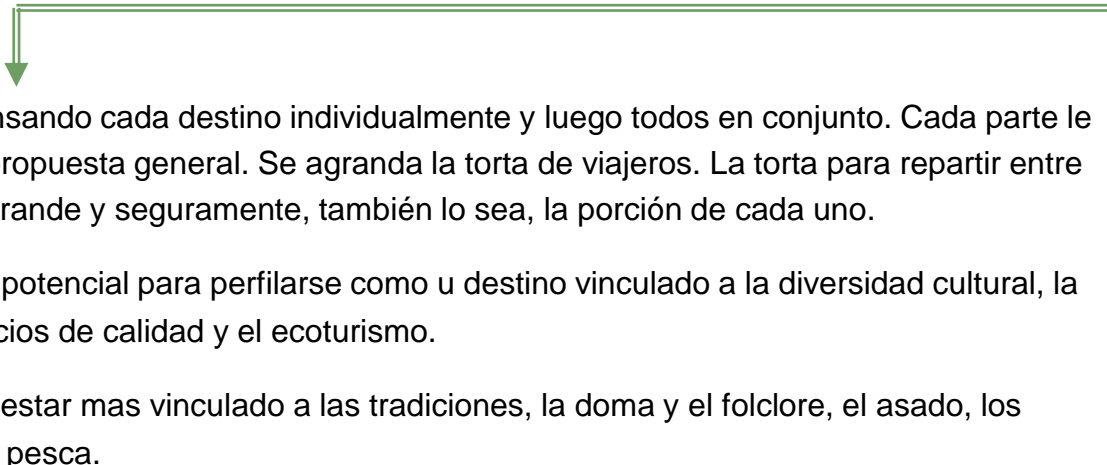 nsando cada destino individualmente y luego todos en conjunto. Cada parte le
ropuesta general. Se agranda la torta de viajeros. La torta para repartir entre
rande y seguramente, también lo sea, la porción de cada uno.
potencial para perfilarse como u destino vinculado a la diversidad cultural, la
cios de calidad y el ecoturismo.
estar mas vinculado a las tradiciones, la doma y el folclore, el asado, los
pesca.